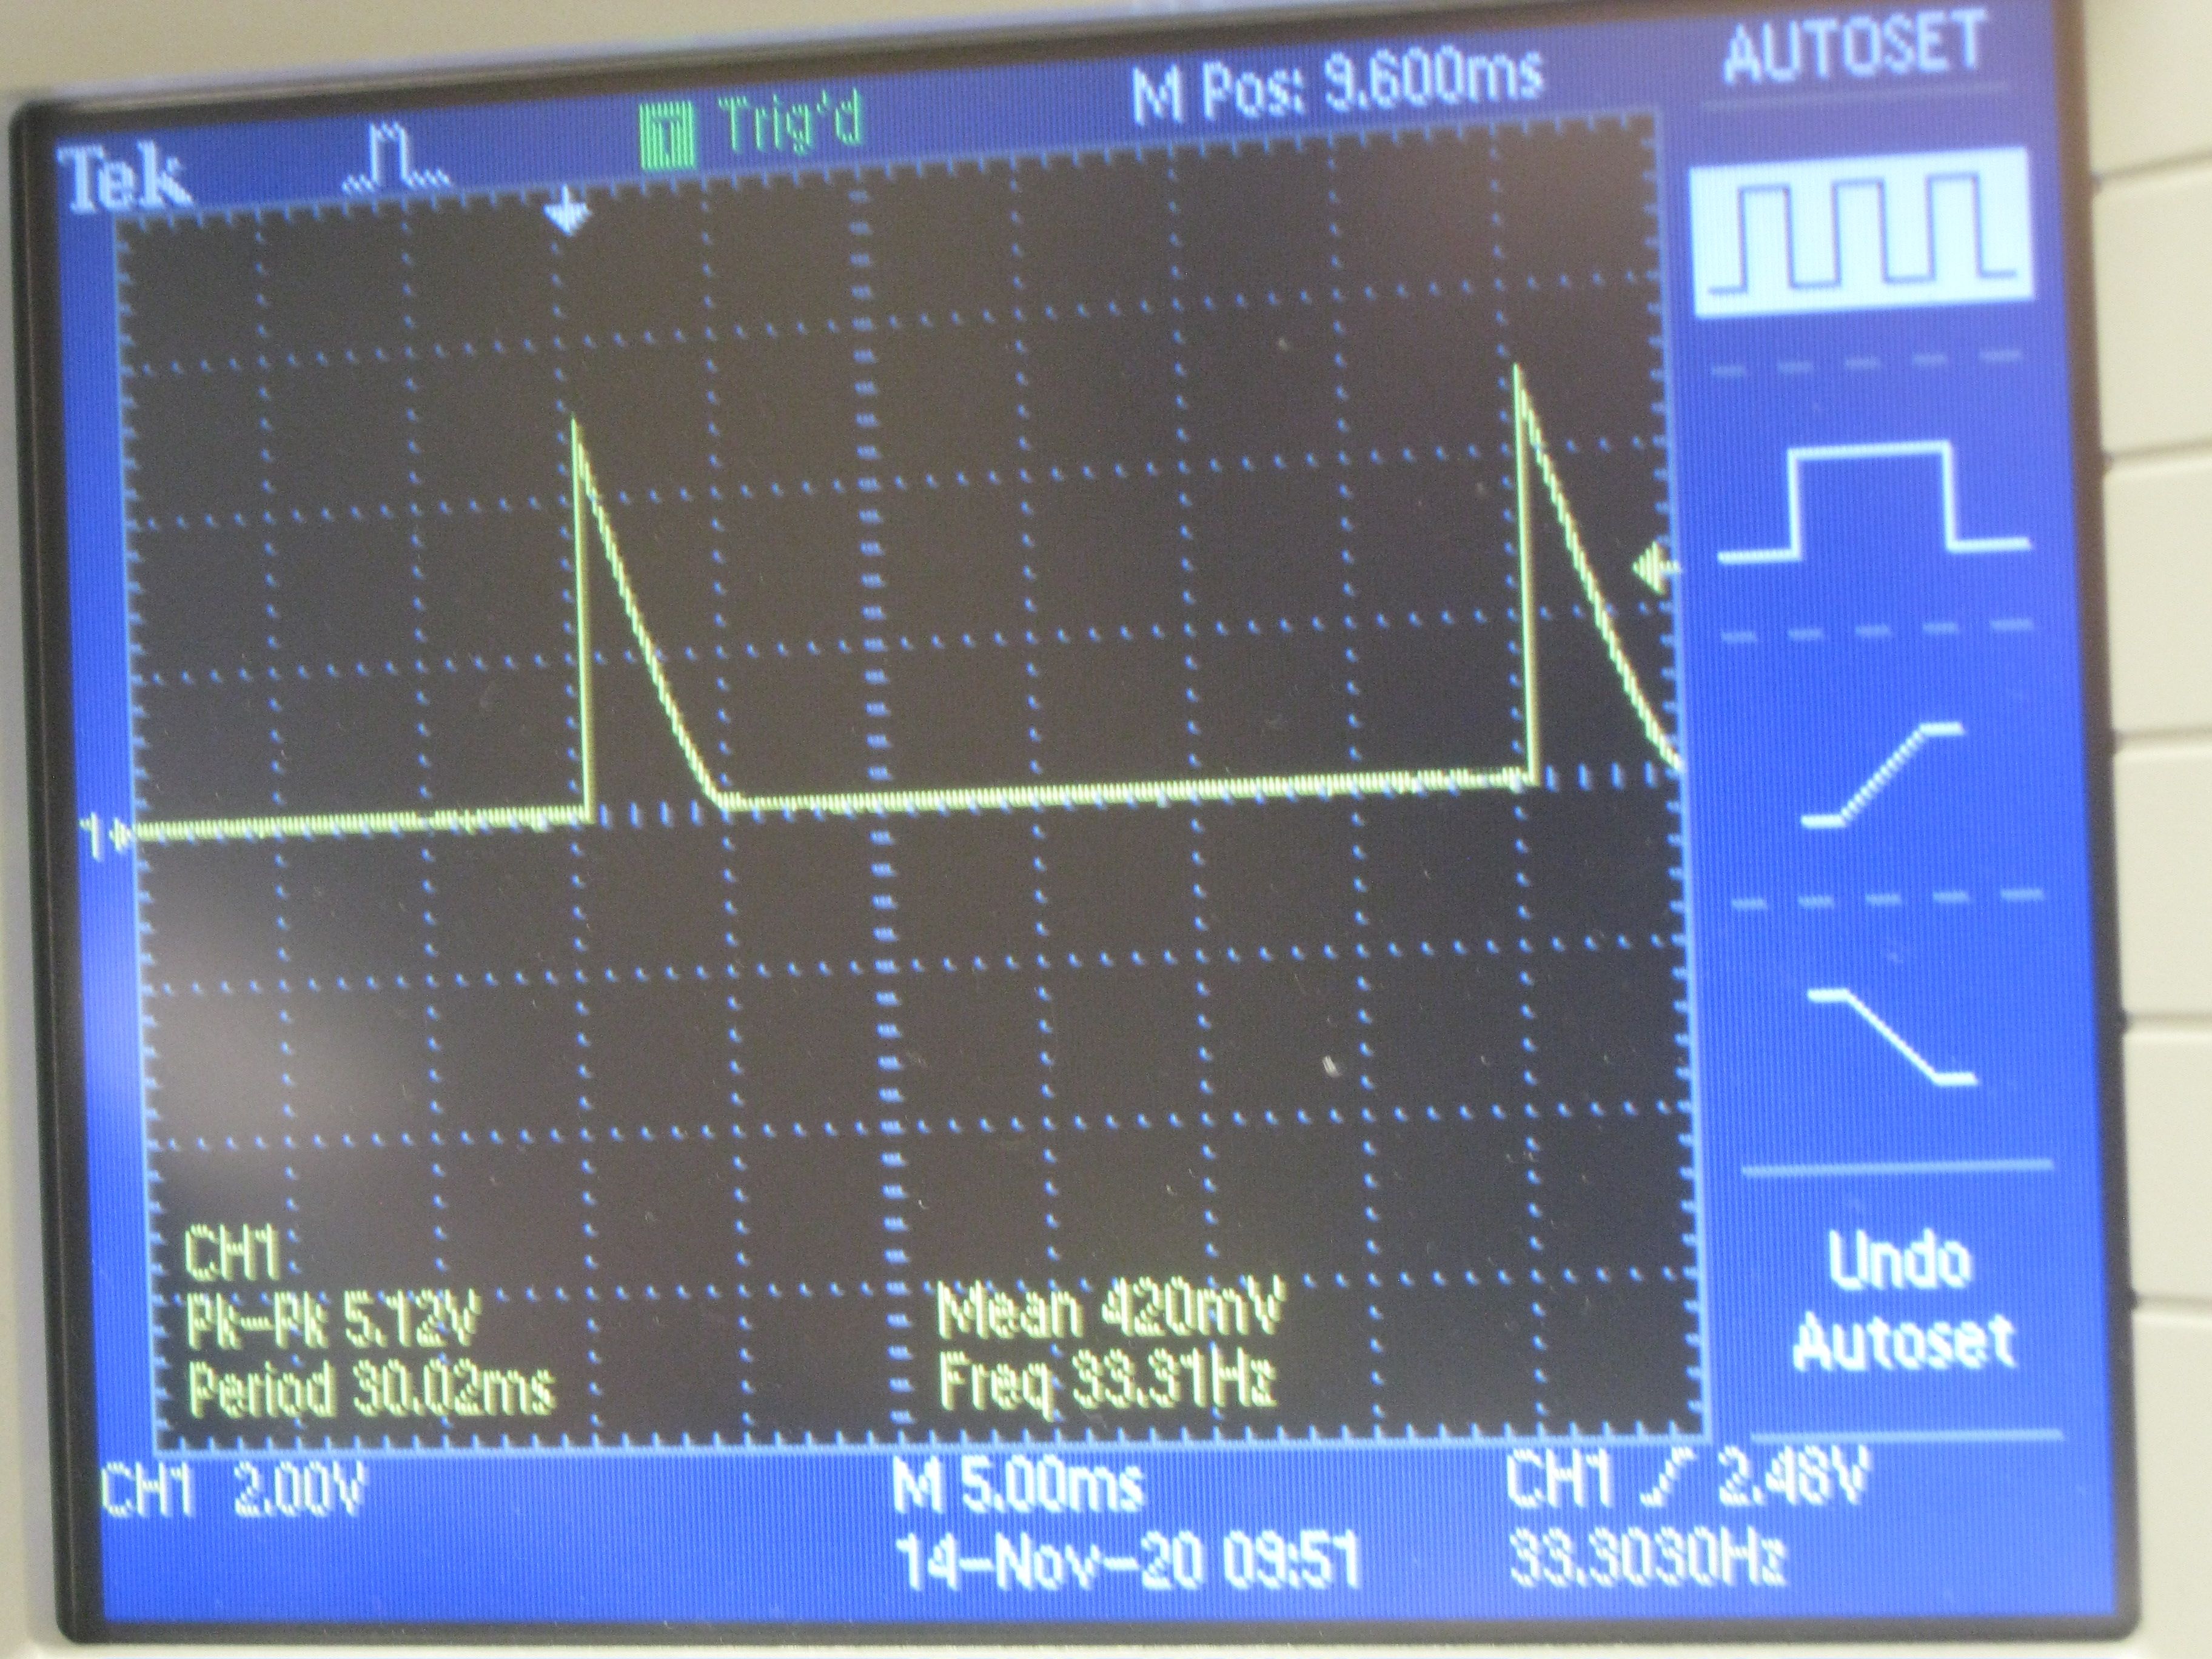 AUTOSET
Tek Trig'd M Pos: 9.600ms
1
CH1
Pk-Pk 5.12V Mean 420mV
Period 30.02ms Freq 33.31Hz
Undo
Autoset
CH1 2.00V M 5.00ms CH1 2.48V
14-Nov-20 09:51 33.3030Hz